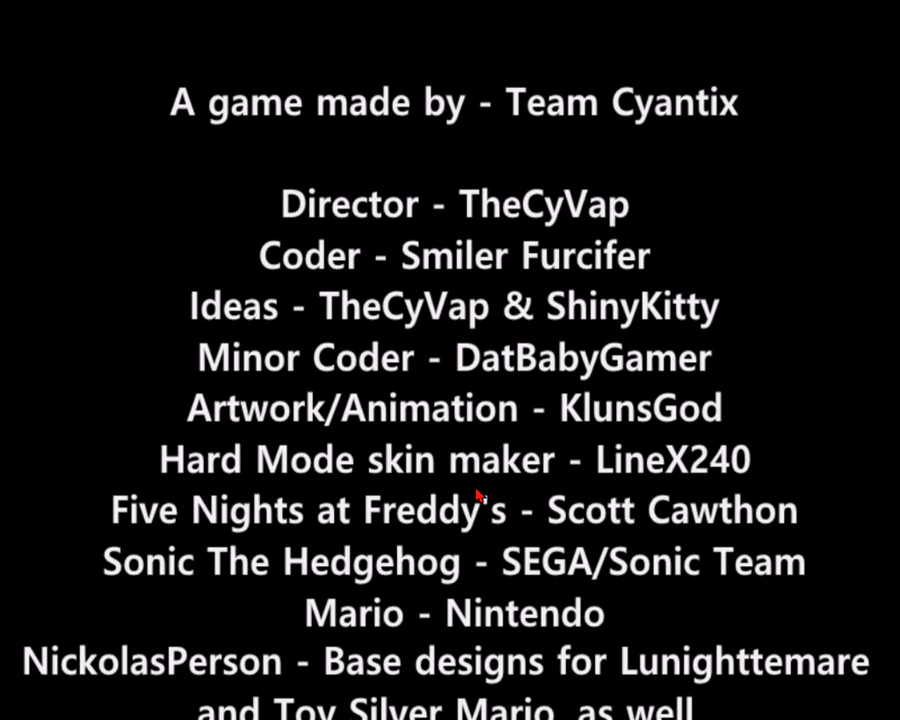 A game made by - Team Cyantix
Director - TheCyVap
Coder - Smiler Furcifer
Ideas - TheCyVap & ShinyKitty
Minor Coder - DatBabyGamer
Artwork/Animation - KlunsGod
Hard Mode skin maker - LineX240
Five Nights at Freddy's - Scott Cawthon
Sonic The Hedgehog - SEGA/Sonic Team
Mario - Nintendo
NickolasPerson - Base designs for Lunighttemare
and Toy Silver Mario, as well